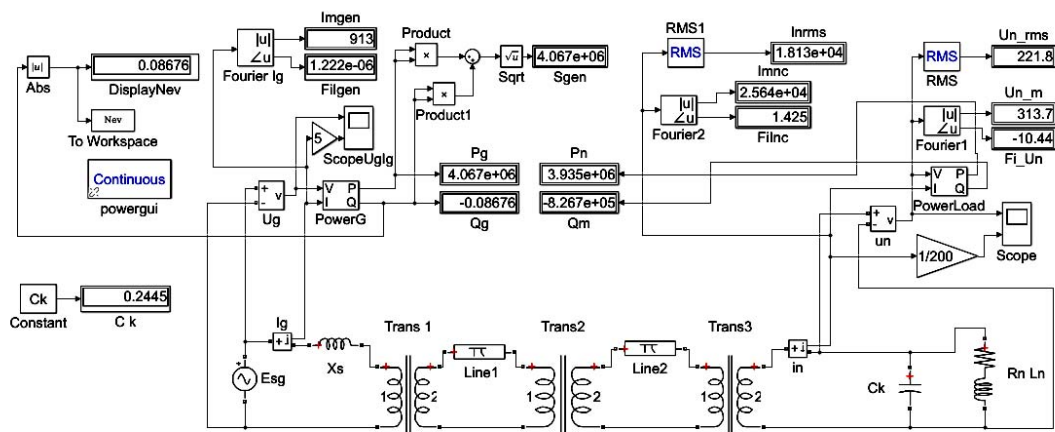 Imgen
913
|u|
∠u
Fourier Ig
1.222e-06
FiIgen
Product
×
×
Product1
√u
Sqrt
4.067e+06
Sgen
RMS1
RMS
Inrms
1.813e+04
Imnc
2.564e+04
|u|
∠u
Fourier2
1.425
FiInc
Un_rms
RMS
RMS
221.8
Un_m
313.7
|u|
∠u
Fourier1
-10.44
Fi_Un
|u|
Abs
0.08676
DisplayNev
Nev
To Workspace
Continuous
powergui
5
ScopeUgIg
+
-
v
Ug
V
I
P
Q
PowerG
Pg
4.067e+06
-0.08676
Qg
Pn
3.935e+06
-8.267e+05
Qm
V
I
P
Q
PowerLoad
+
-
v
un
1/200
Scope
Ck
Constant
0.2445
C k
Ig
+ i
Esg
Xs
Trans 1
1
2
π
Line1
Trans2
1
2
π
Line2
Trans3
1
2
+ i
in
Ck
Rn Ln